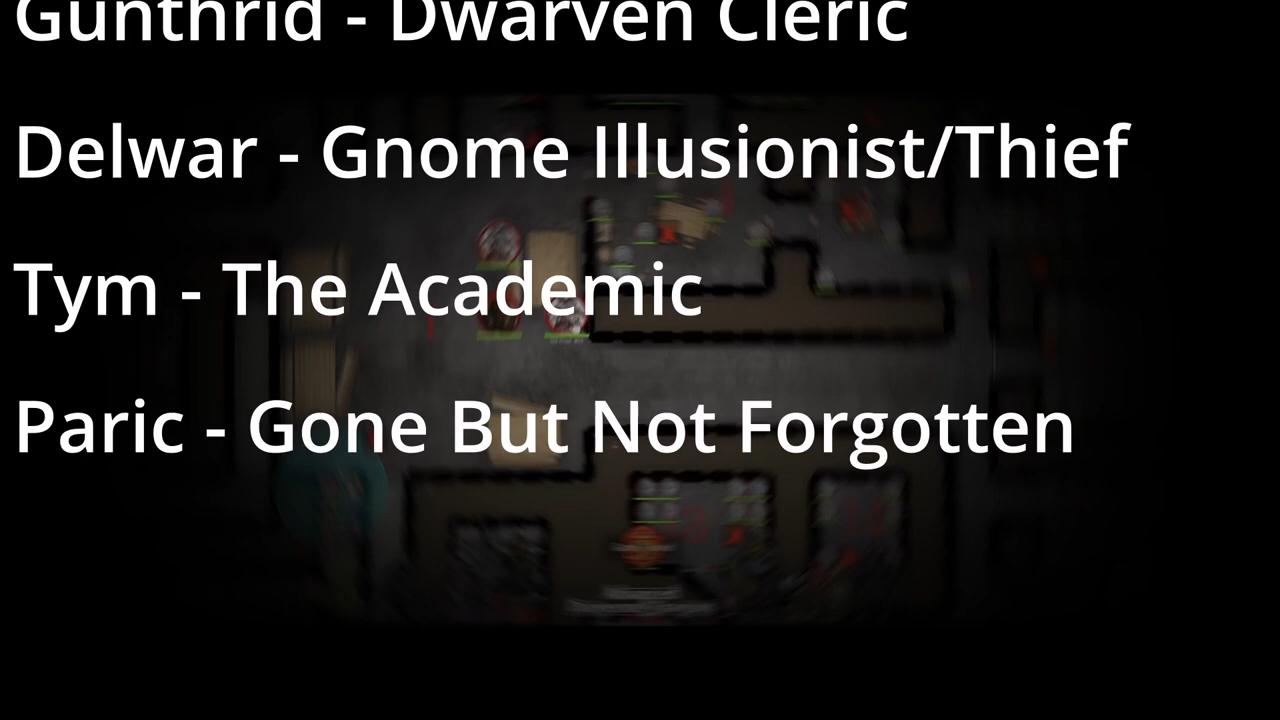 Gunthrid - Dwarven Cleric
Delwar - Gnome Illusionist/Thief
Tym - The Academic
Paric - Gone But Not Forgotten